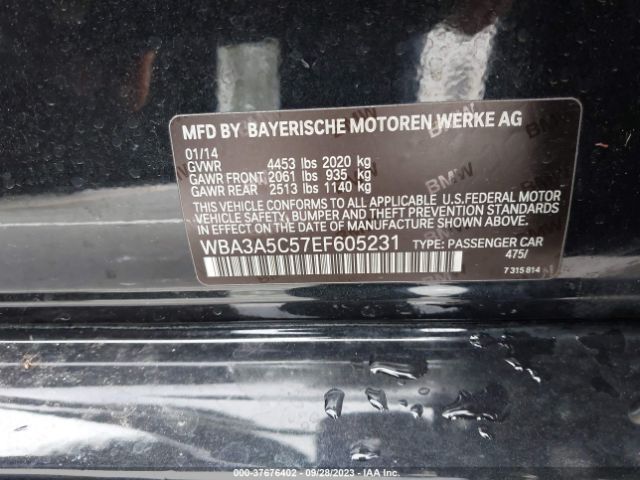 MFD BY BAYERISCHE MOTOREN WERKE AG
01/14
GVWR 4453 lbs 2020 kg
GAWR FRONT 2061 lbs 935 kg
GAWR REAR 2513 lbs 1140 kg
THIS VEHICLE CONFORMS TO ALL APPLICABLE U.S.FEDERAL MOTOR
VEHICLE SAFETY, BUMPER AND THEFT PREVENTION STANDARDS
IN EFFECT ON THE DATE OF MANUFACTURE SHOWN ABOVE.
WBA3A5C57EF605231 TYPE: PASSENGER CAR
475/
7 315 814
000-37676402 - 09/28/2023 - IAA Inc.